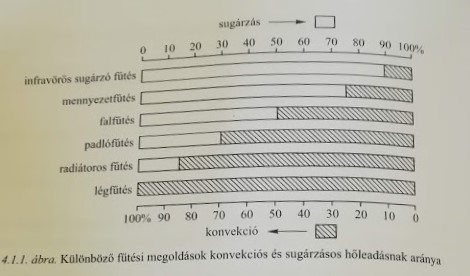 sugárzás
0 10 20 30 40 50 60 70 80 90 100%
infravörös sugárzó fűtés
mennyezetfűtés
falfűtés
padlófűtés
radiátoros fűtés
légfűtés
100% 90 80 70 60 50 40 30 20 10 0
konvekció
4.1.1. ábra. Különböző fűtési megoldások konvekciós és sugárzásos hőleadásnak aránya